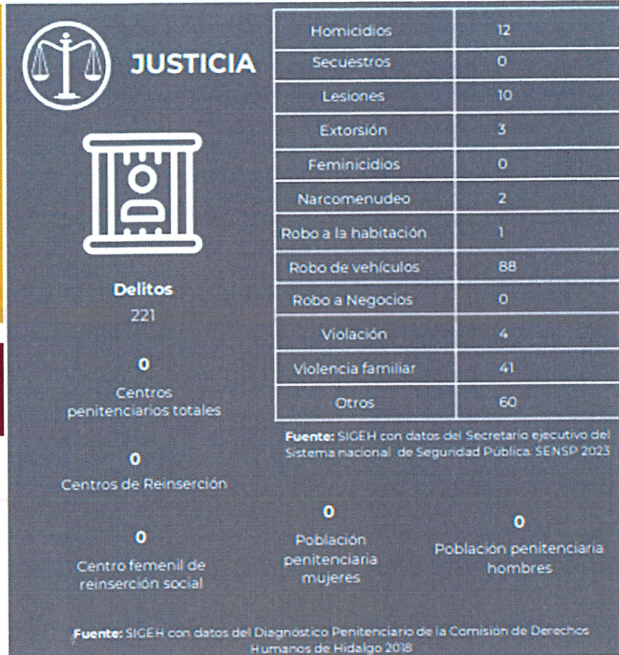 JUSTICIA
Delitos
221
0
Centros
penitenciarios totales
0
Centros de Reinserción
0
Centro femenil de
reinserción social
Homicidios 12
Secuestros 0
Lesiones 10
Extorsión 3
Feminicidios 0
Narcomenudeo 2
Robo a la habitación 1
Robo de vehículos 88
Robo a Negocios 0
Violación 4
Violencia familiar 41
Otros 60
Fuente: SIGEH con datos del Secretario ejecutivo del
Sistema nacional de Seguridad Pública. SENSP 2023
0
Población
penitenciaria
mujeres
0
Población penitenciaria
hombres
Fuente: SIGEH con datos del Diagnóstico Penitenciario de la Comisión de Derechos
Humanos de Hidalgo 2018